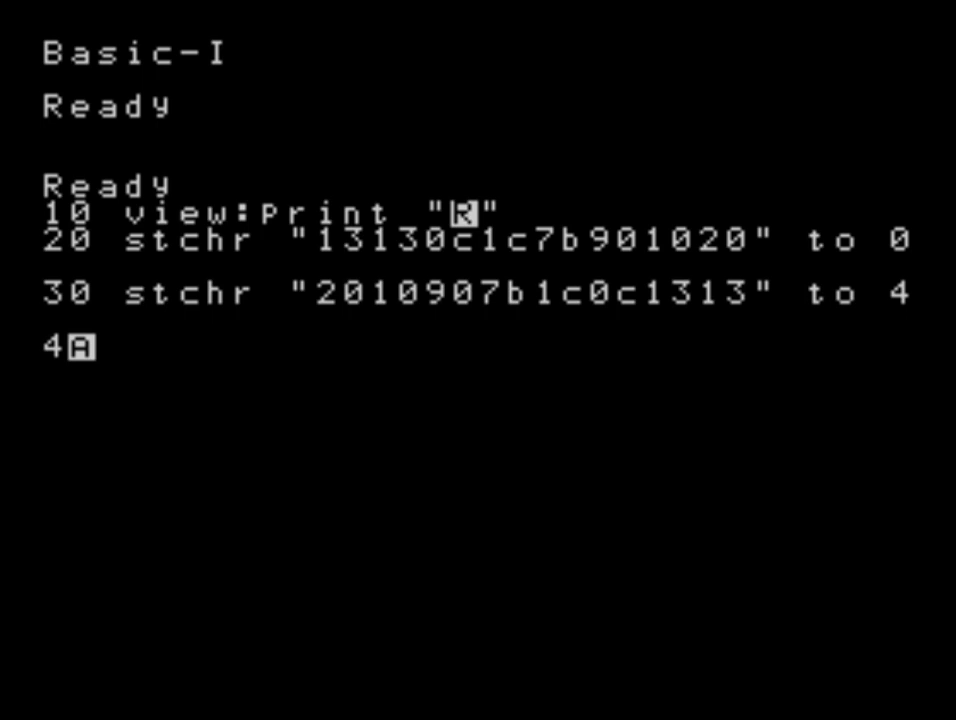 Basic-I
Ready
Ready
10 view:print "R"
20 stchr "13130c1c7b901020" to 0
30 stchr "2010907b1c0c1313" to 4
4A